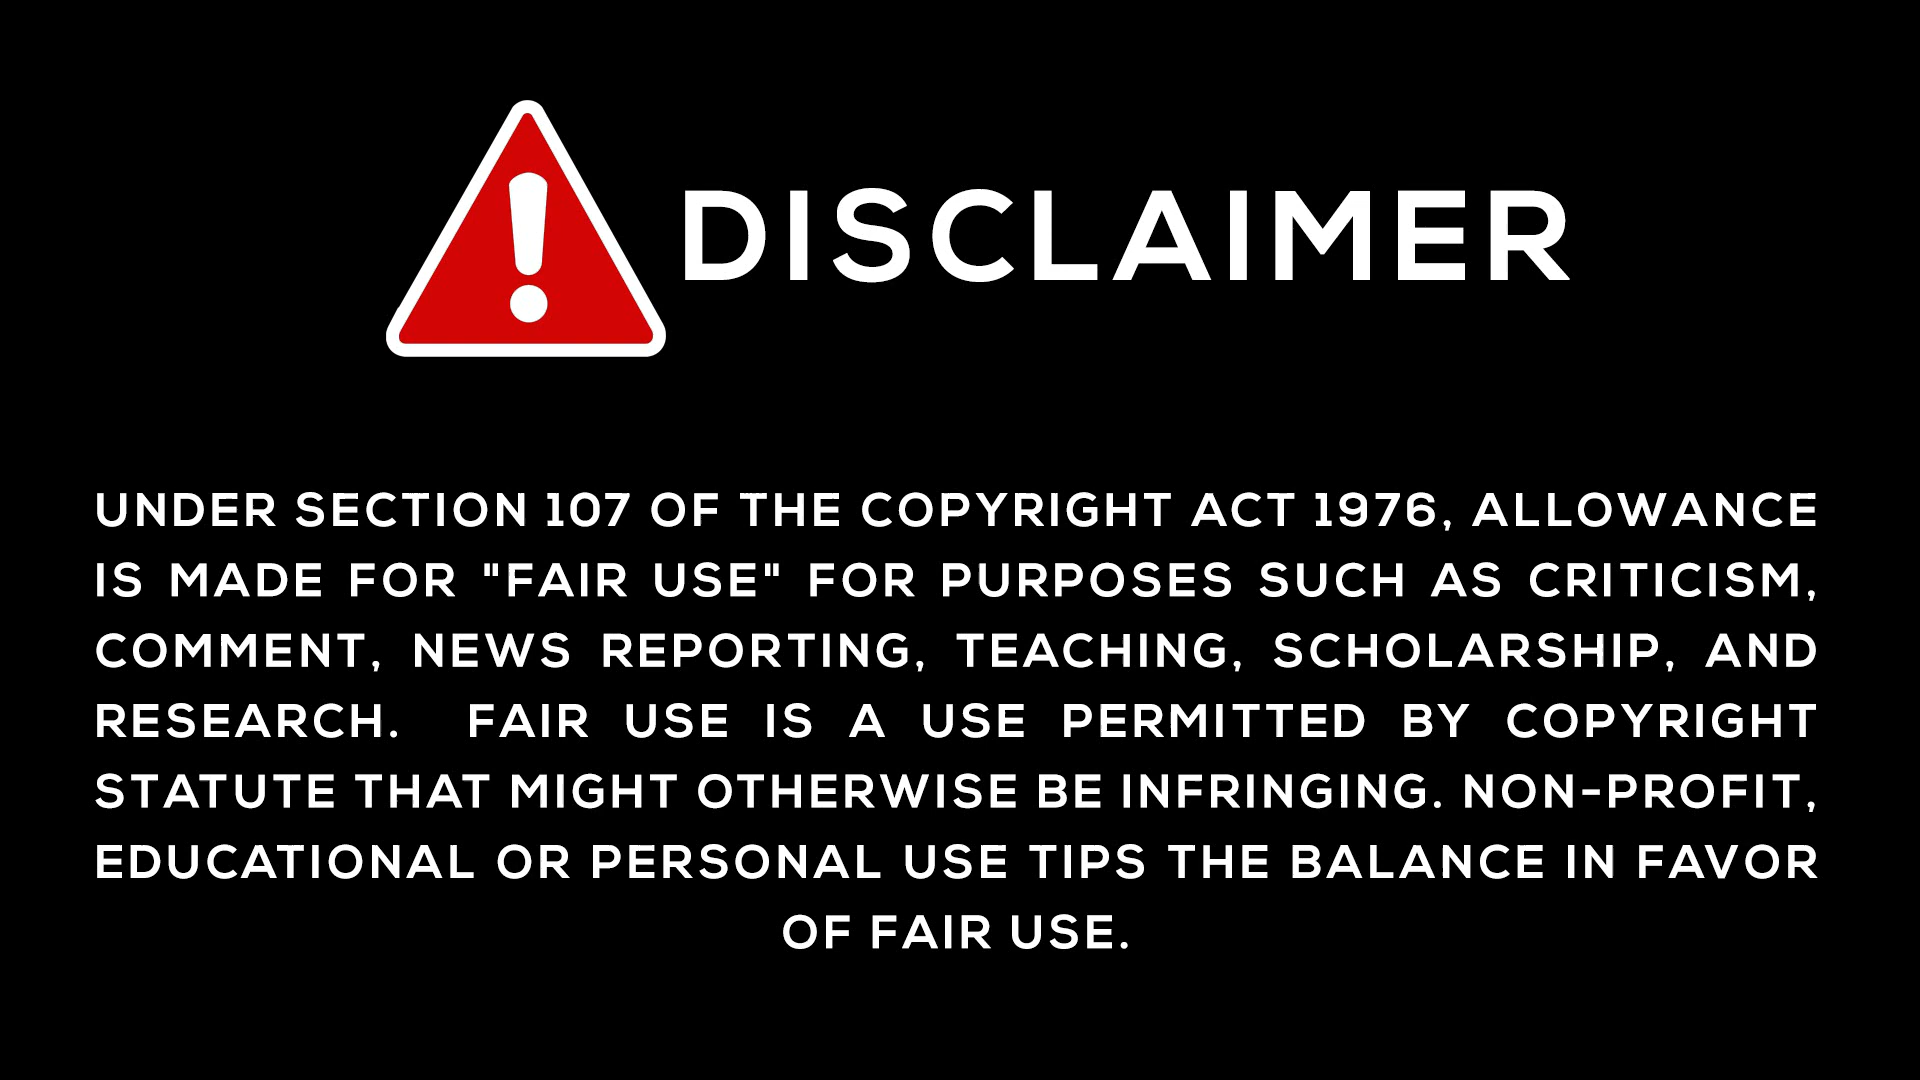 DISCLAIMER
UNDER SECTION 107 OF THE COPYRIGHT ACT 1976, ALLOWANCE
IS MADE FOR "FAIR USE" FOR PURPOSES SUCH AS CRITICISM,
COMMENT, NEWS REPORTING, TEACHING, SCHOLARSHIP, AND
RESEARCH. FAIR USE IS A USE PERMITTED BY COPYRIGHT
STATUTE THAT MIGHT OTHERWISE BE INFRINGING. NON-PROFIT,
EDUCATIONAL OR PERSONAL USE TIPS THE BALANCE IN FAVOR
OF FAIR USE.